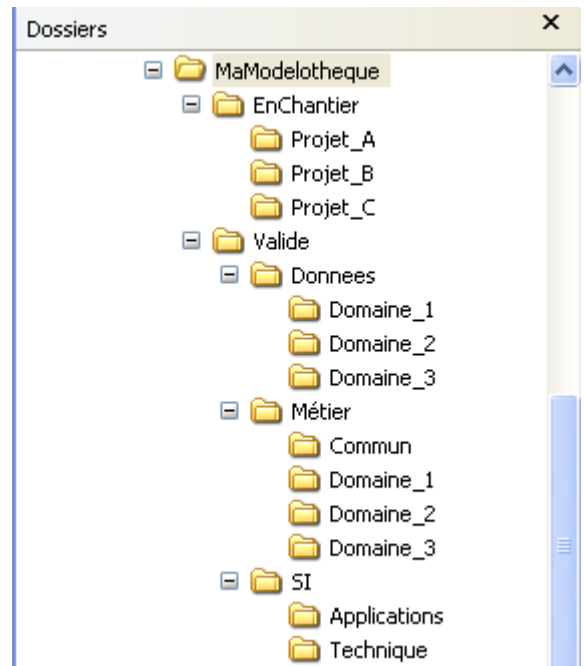 Dossiers
MaModelotheque
EnChantier
Projet_A
Projet_B
Projet_C
Valide
Donnees
Domaine_1
Domaine_2
Domaine_3
Métier
Commun
Domaine_1
Domaine_2
Domaine_3
SI
Applications
Technique